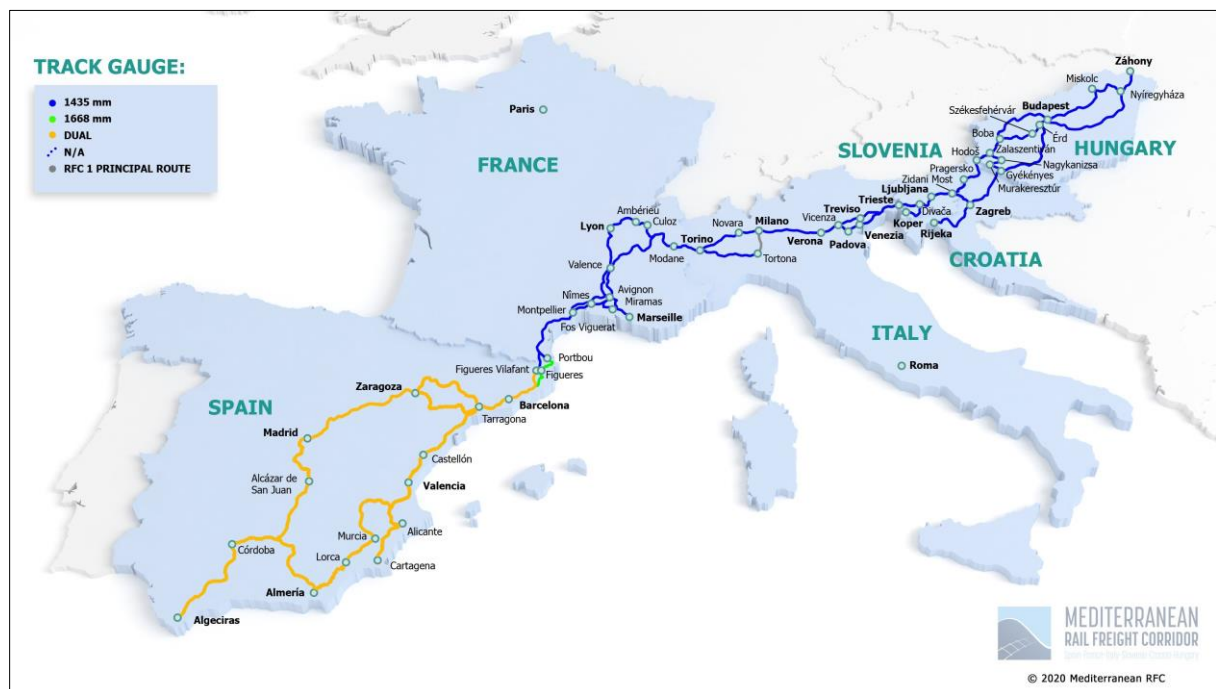 TRACK GAUGE:
1435 mm
1668 mm
DUAL
N/A
RFC 1 PRINCIPAL ROUTE
Paris
FRANCE
SLOVENIA
HUNGARY
CROATIA
ITALY
SPAIN
Záhony
Miskolc
Nyíregyháza
Székesfehérvár
Budapest
Érd
Boba
Zalaszentiván
Hodoš
Nagykanizsa
Pragersko
Gyékényes
Zidani Most
Murakeresztúr
Ljubljana
Zagreb
Trieste
Divača
Koper
Rijeka
Treviso
Vicenza
Venezia
Padova
Verona
Milano
Novara
Torino
Tortona
Modane
Ambérieu
Culoz
Lyon
Valence
Avignon
Nîmes
Miramas
Montpellier
Marseille
Fos Viguerat
Portbou
Figueres Vilafant
Figueres
Roma
Zaragoza
Barcelona
Tarragona
Madrid
Castellón
Alcázar de
San Juan
Valencia
Alicante
Murcia
Córdoba
Lorca
Cartagena
Almería
Algeciras
MEDITERRANEAN
RAIL FREIGHT CORRIDOR
© 2020 Mediterranean RFC